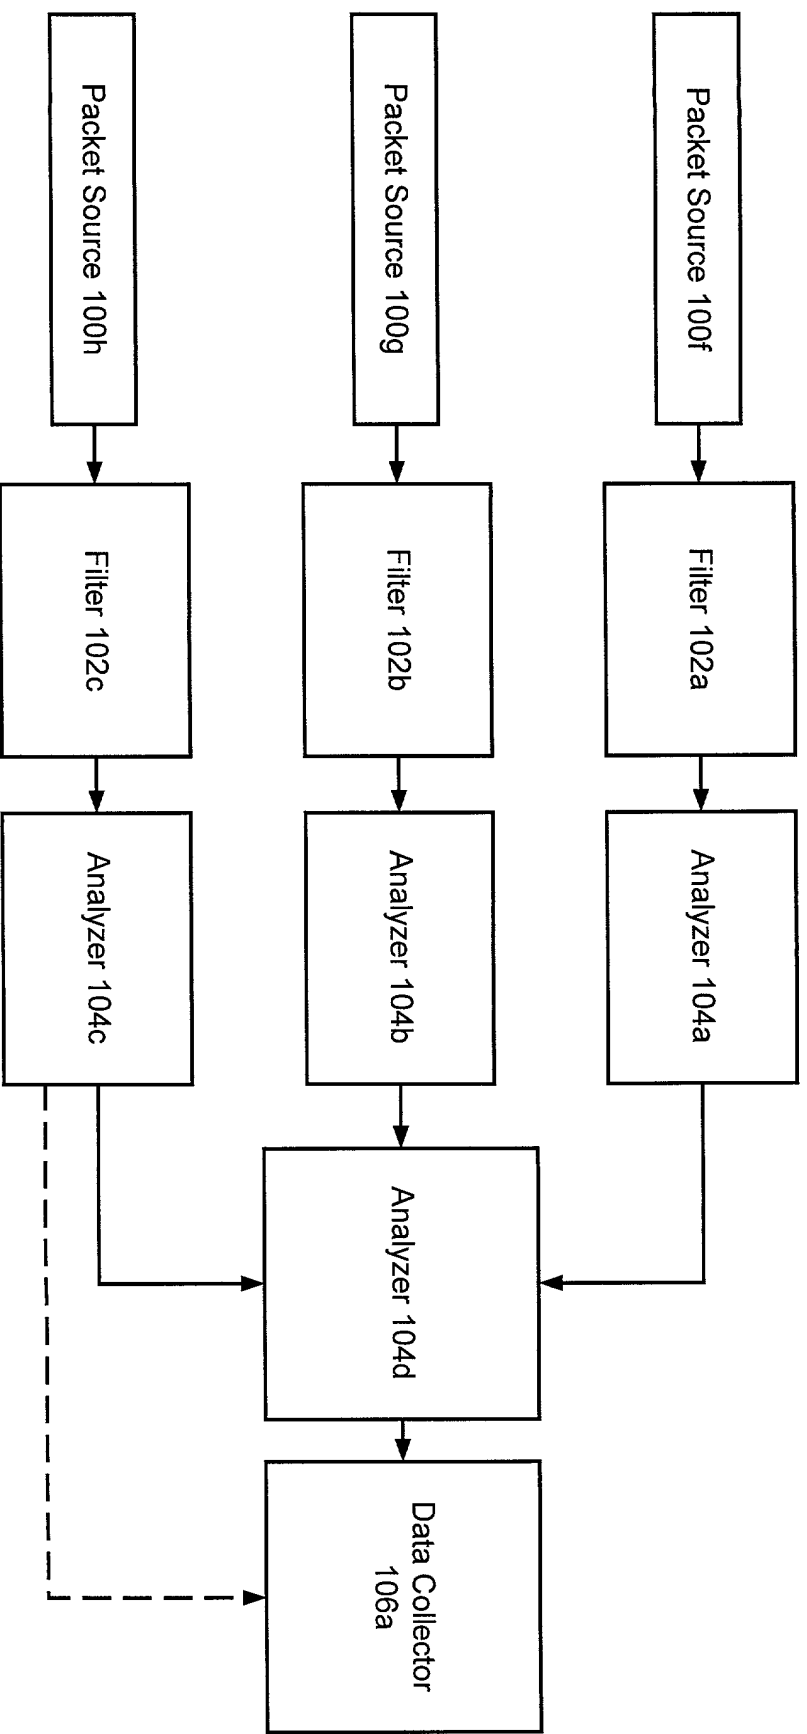 Packet Source 100f
Filter 102a
Analyzer 104a
Packet Source 100g
Filter 102b
Analyzer 104b
Analyzer 104d
Data Collector
106a
Packet Source 100h
Filter 102c
Analyzer 104c